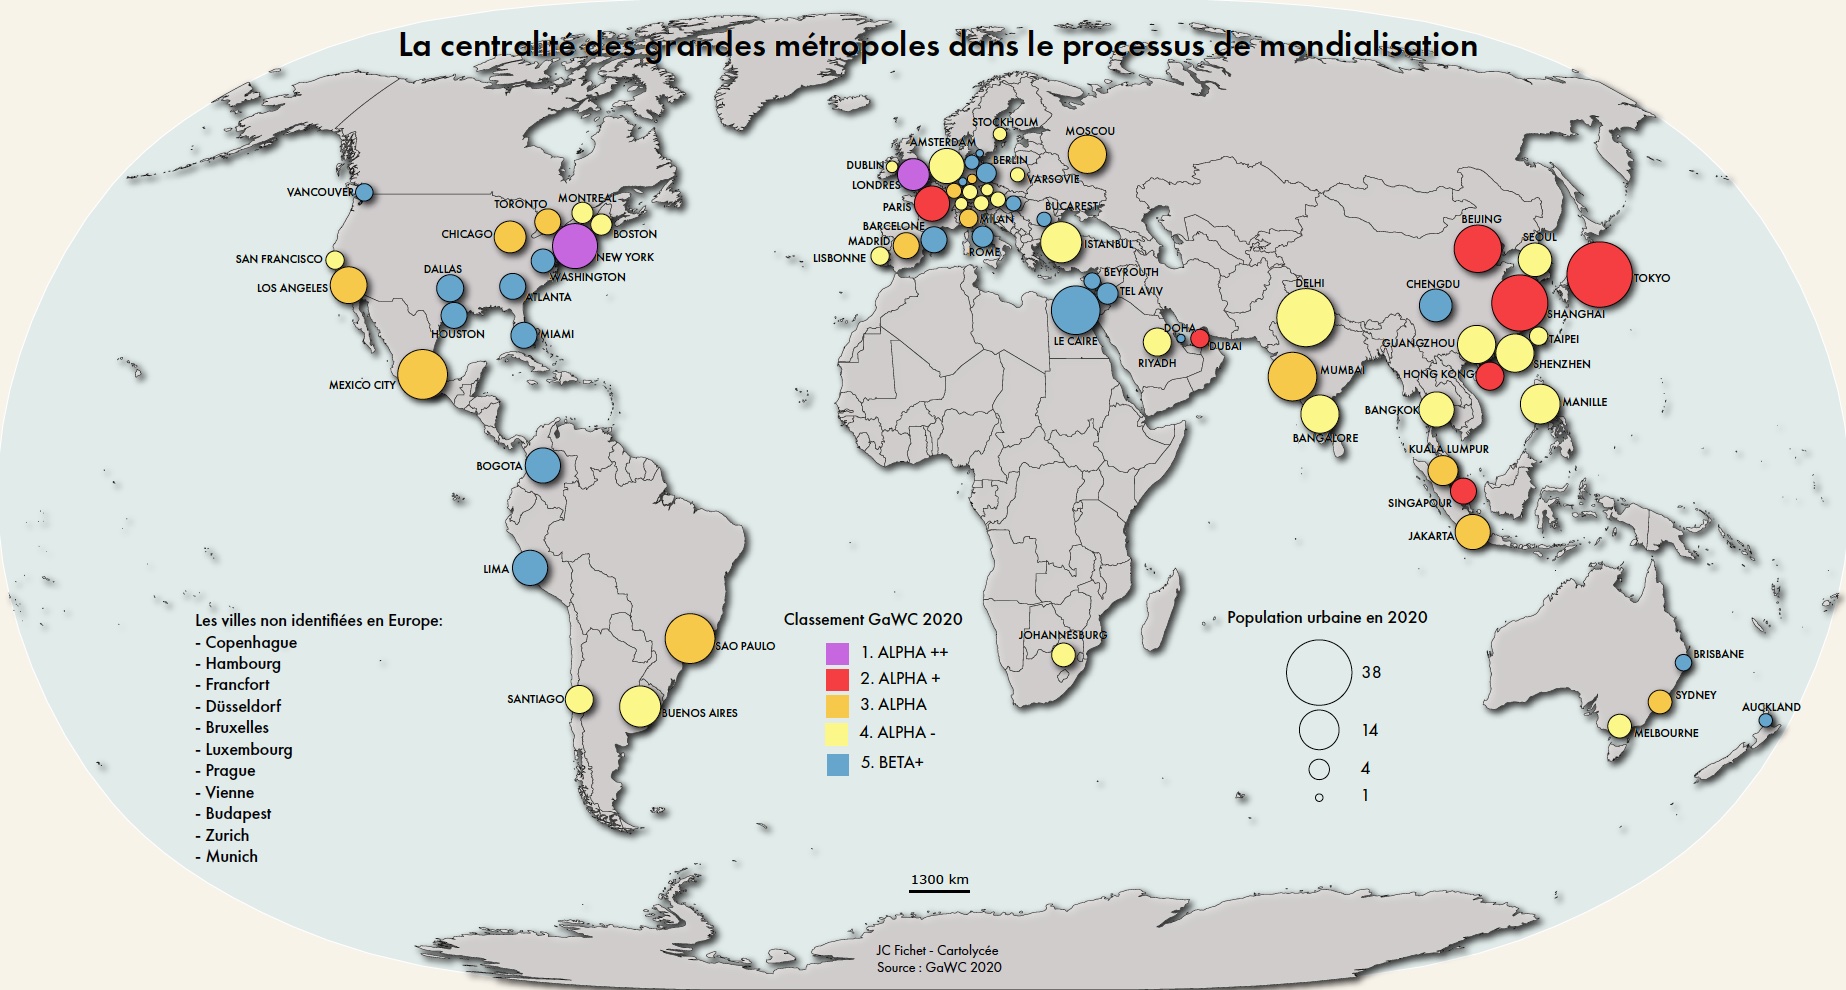 La centralité des grandes métropoles dans le processus de mondialisation
STOCKHOLM
MOSCOU
AMSTERDAM
DUBLIN
BERLIN
LONDRES
VARSOVIE
VANCOUVER
TORONTO
MONTREAL
PARIS
BUCAREST
CHICAGO
BOSTON
BARCELONE
MILAN
MADRID
ISTANBUL
ROME
LISBONNE
BEIJING
SEOUL
SAN FRANCISCO
NEW YORK
WASHINGTON
DALLAS
LOS ANGELES
ATLANTA
BEYROUTH
TEL AVIV
DELHI
CHENGDU
TOKYO
HOUSTON
MIAMI
LE CAIRE
DOHA
DUBAI
RIYADH
SHANGHAI
GUANGZHOU
TAIPEI
SHENZHEN
HONG KONG
MEXICO CITY
MUMBAI
BANGALORE
BANGKOK
MANILLE
KUALA LUMPUR
SINGAPOUR
JAKARTA
BOGOTA
LIMA
SAO PAULO
SANTIAGO
BUENOS AIRES
JOHANNESBURG
BRISBANE
SYDNEY
AUCKLAND
MELBOURNE
Les villes non identifiées en Europe:
- Copenhague
- Hambourg
- Francfort
- Düsseldorf
- Bruxelles
- Luxembourg
- Prague
- Vienne
- Budapest
- Zurich
- Munich
Classement GaWC 2020
1. ALPHA ++
2. ALPHA +
3. ALPHA
4. ALPHA -
5. BETA+
Population urbaine en 2020
38
14
4
1
1300 km
JC Fichet - Cartolycée
Source : GaWC 2020